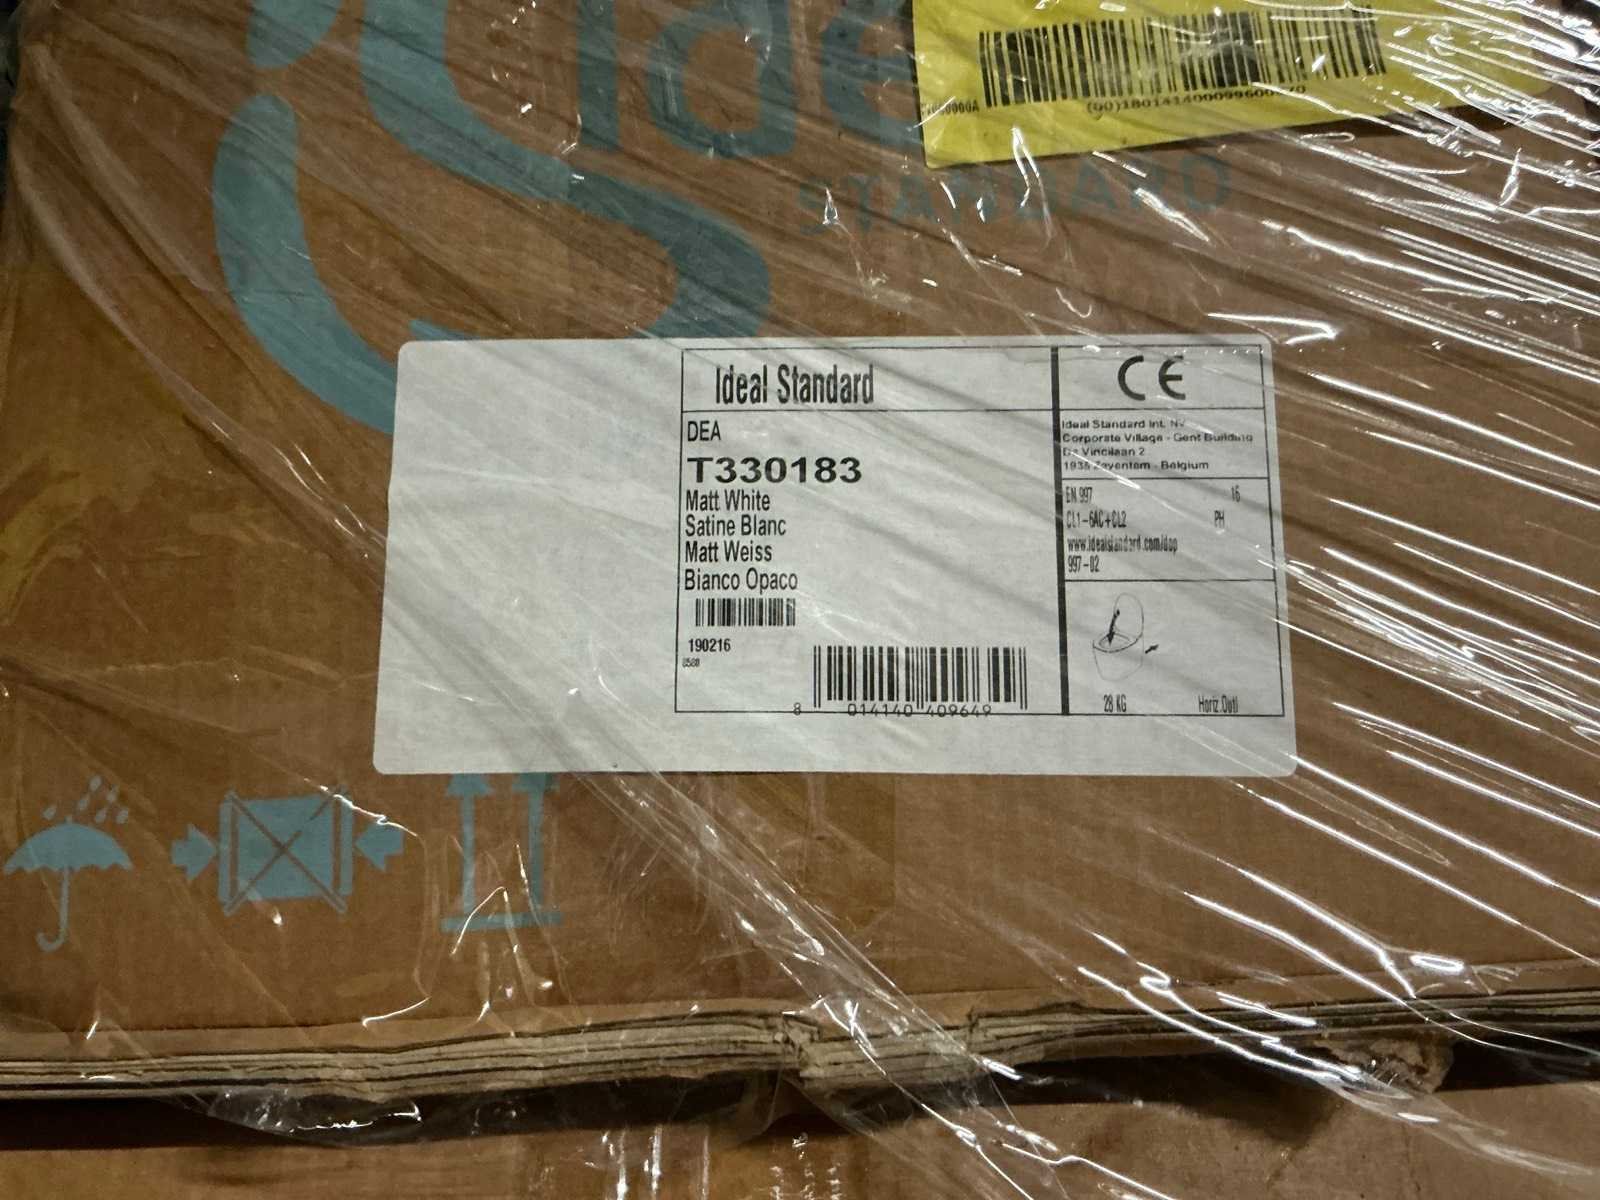 Ideal
STANDARD
Ideal Standard
DEA
T330183
Matt White
Satine Blanc
Matt Weiss
Bianco Opaco
190216
8 014140 409649
CE
Ideal Standard Int. NV
Corporate Village - Gent Building
Da Vincilaan 2
1935 Zaventem - Belgium
EN 997 16
CL1-6AC+CL2 PH
www.idealstandard.com/dop
997-02
28 KG Horiz.Outl